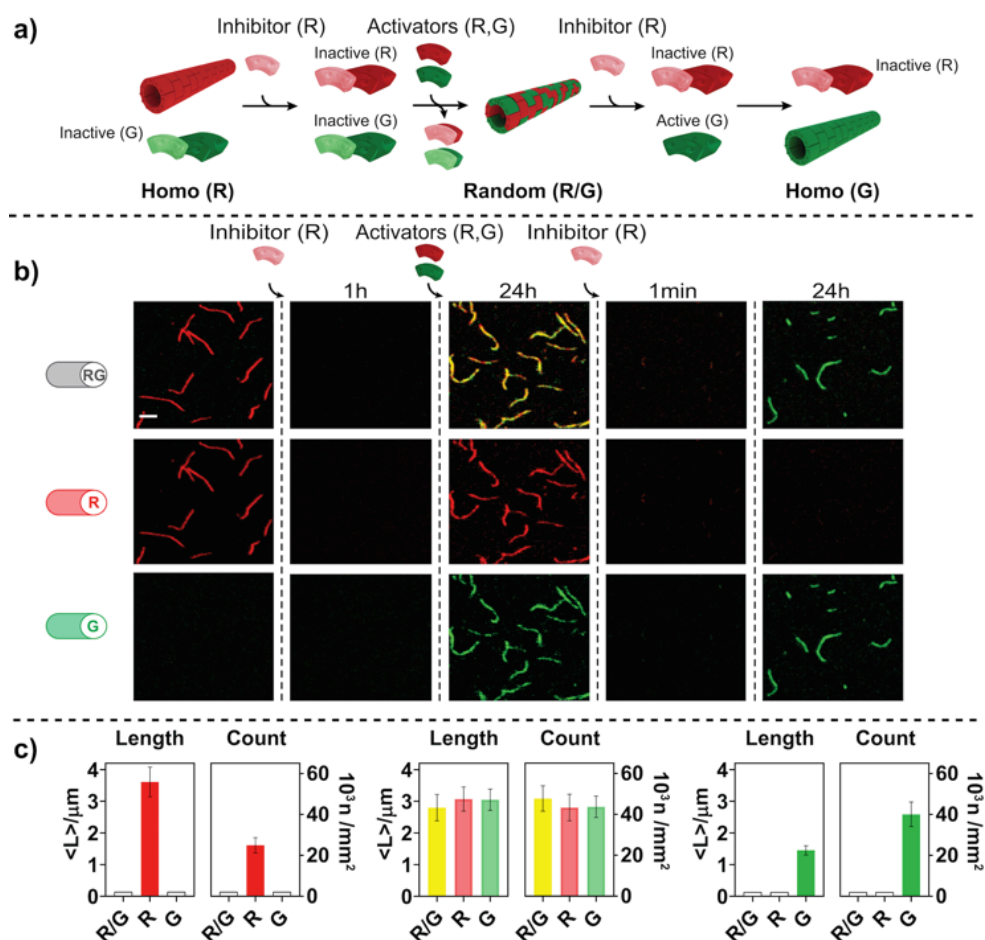 a)
Inhibitor (R)
Activators (R,G)
Inhibitor (R)
Inactive (R)
Inactive (R)
Inactive (R)
Inactive (G)
Inactive (G)
Active (G)
Homo (R)
Random (R/G)
Homo (G)
b)
Inhibitor (R)
Activators (R,G)
Inhibitor (R)
1h
24h
1min
24h
RG
R
G
c)
Length
Count
Length
Count
Length
Count
<L>/μm
4
3
2
1
0
R/G
R
G
60
40
20
0
10³n /mm²
R/G
R
G
<L>/μm
4
3
2
1
0
R/G
R
G
60
40
20
0
10³n /mm²
R/G
R
G
<L>/μm
4
3
2
1
0
R/G
R
G
60
40
20
0
10³n /mm²
R/G
R
G